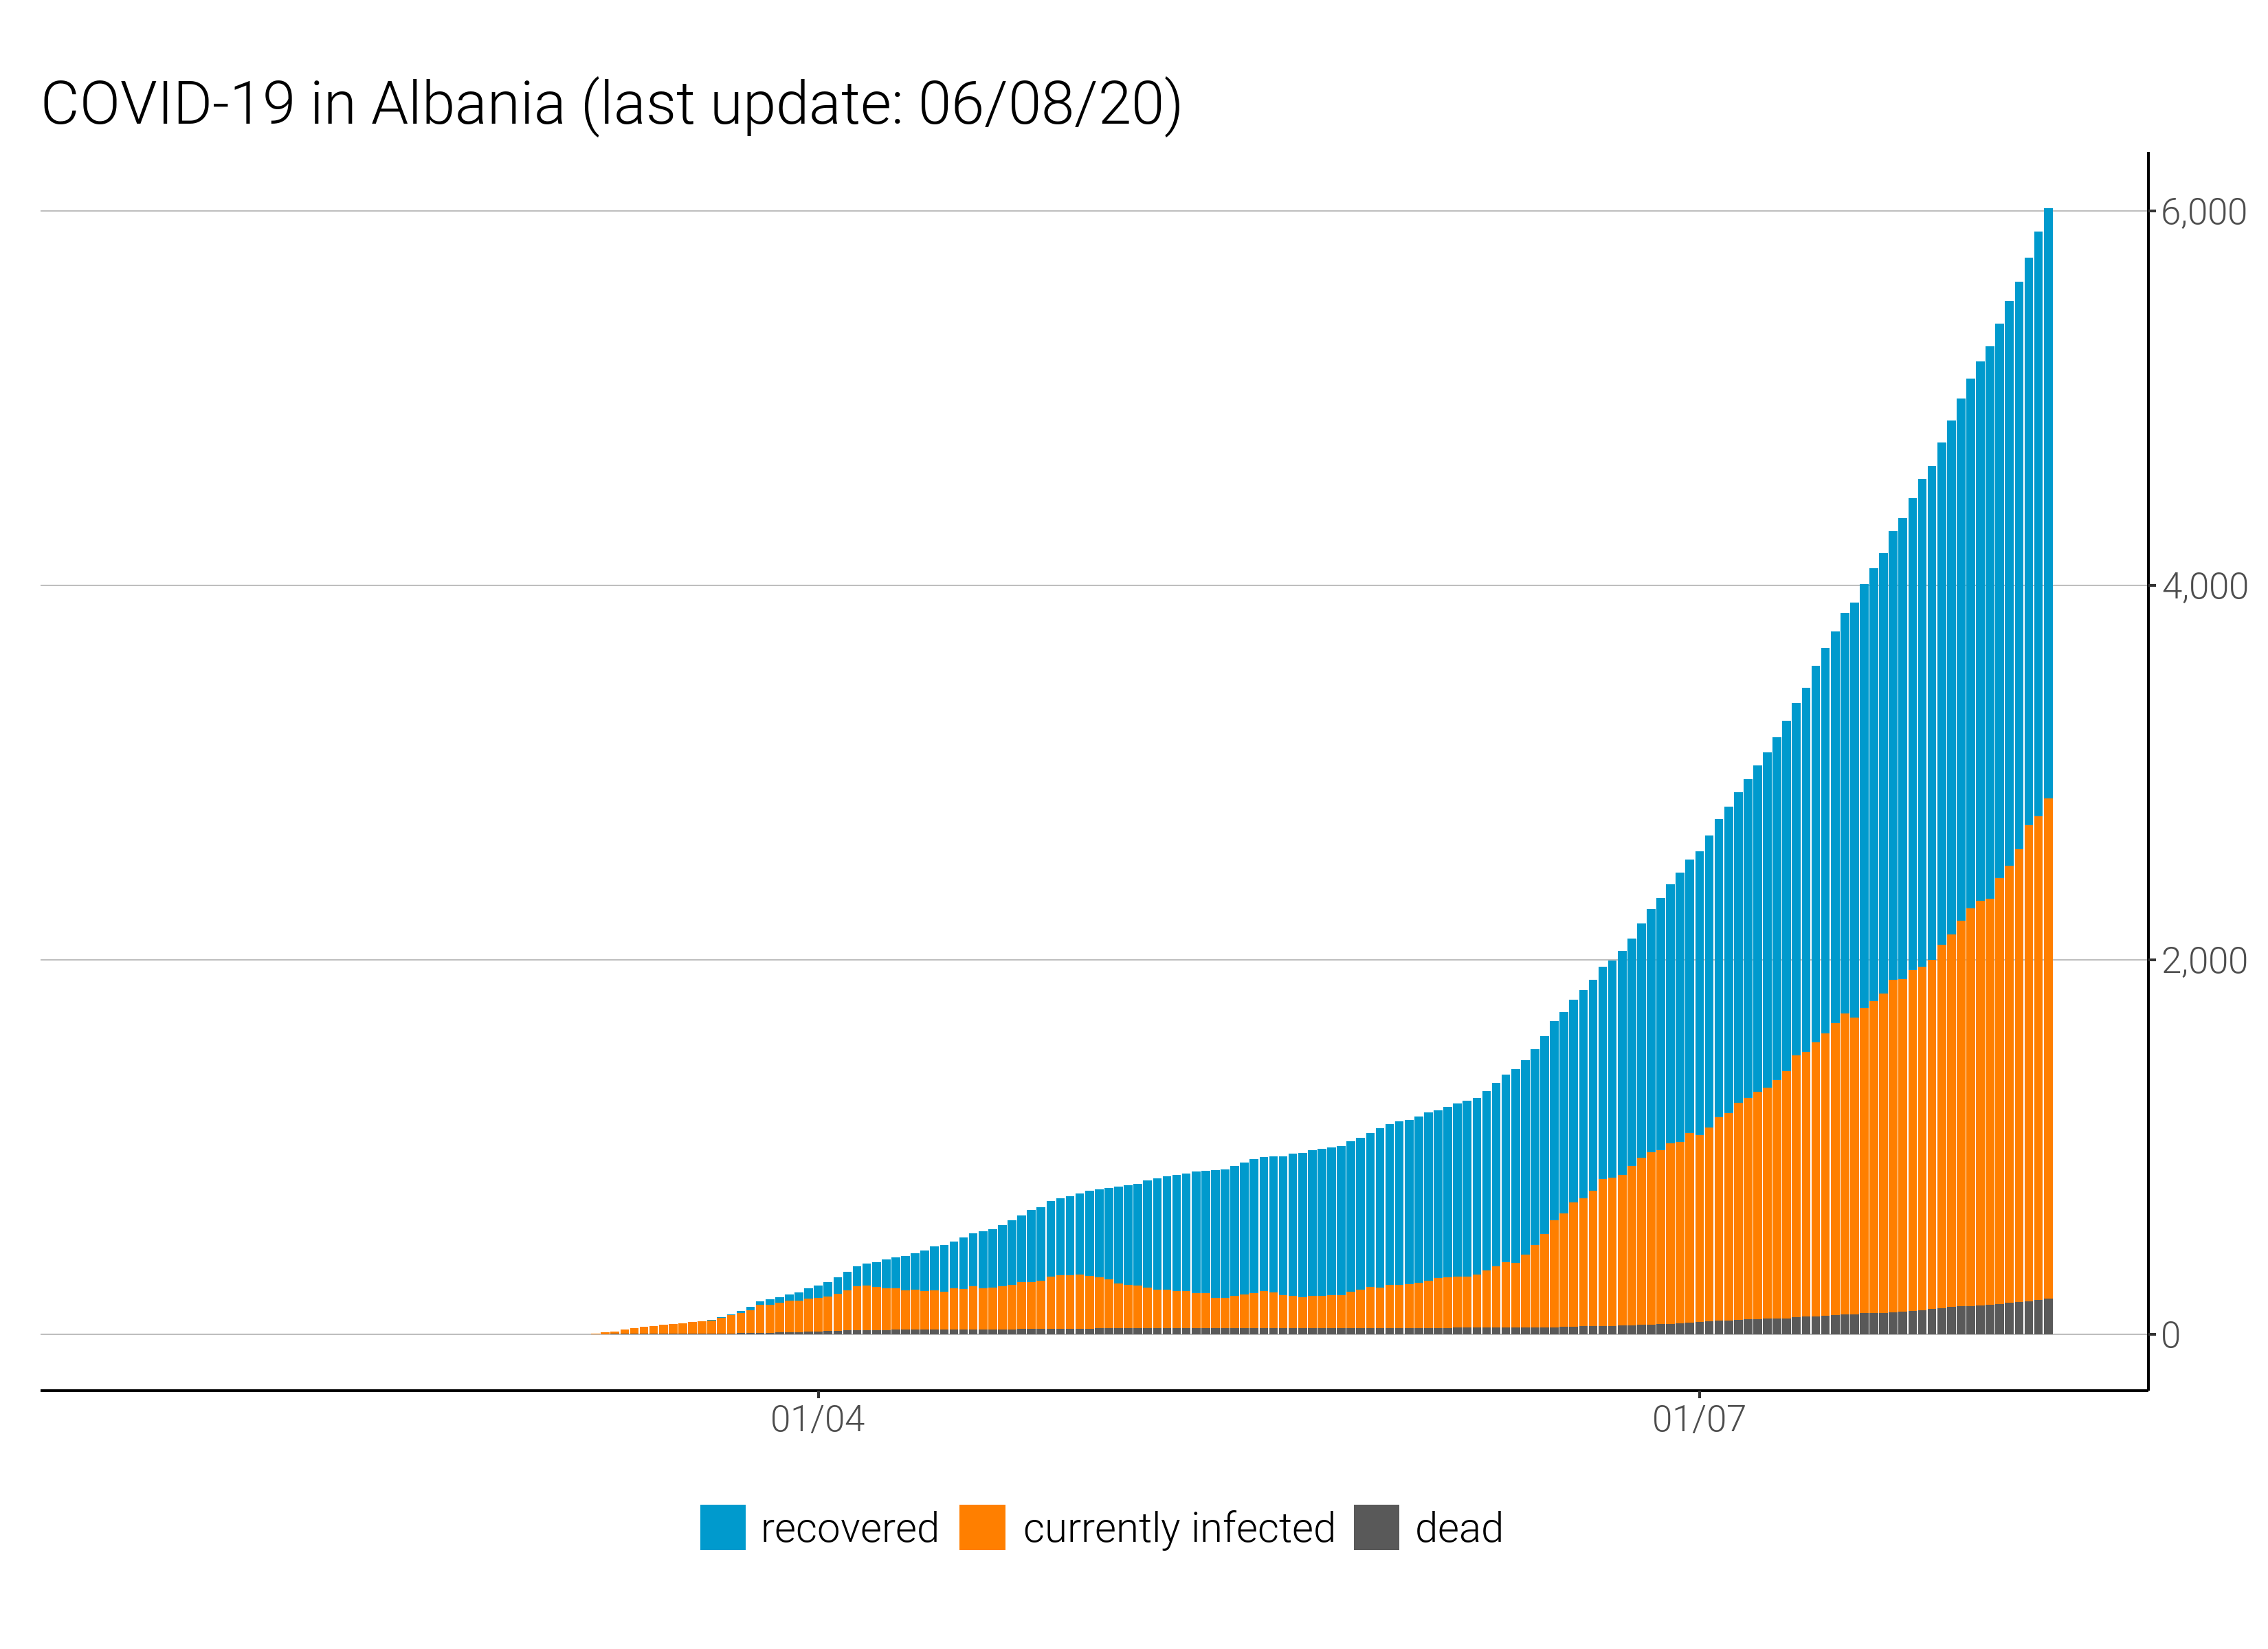 COVID-19 in Albania (last update: 06/08/20)
6,000
4,000
2,000
0
01/04 01/07
recovered currently infected dead